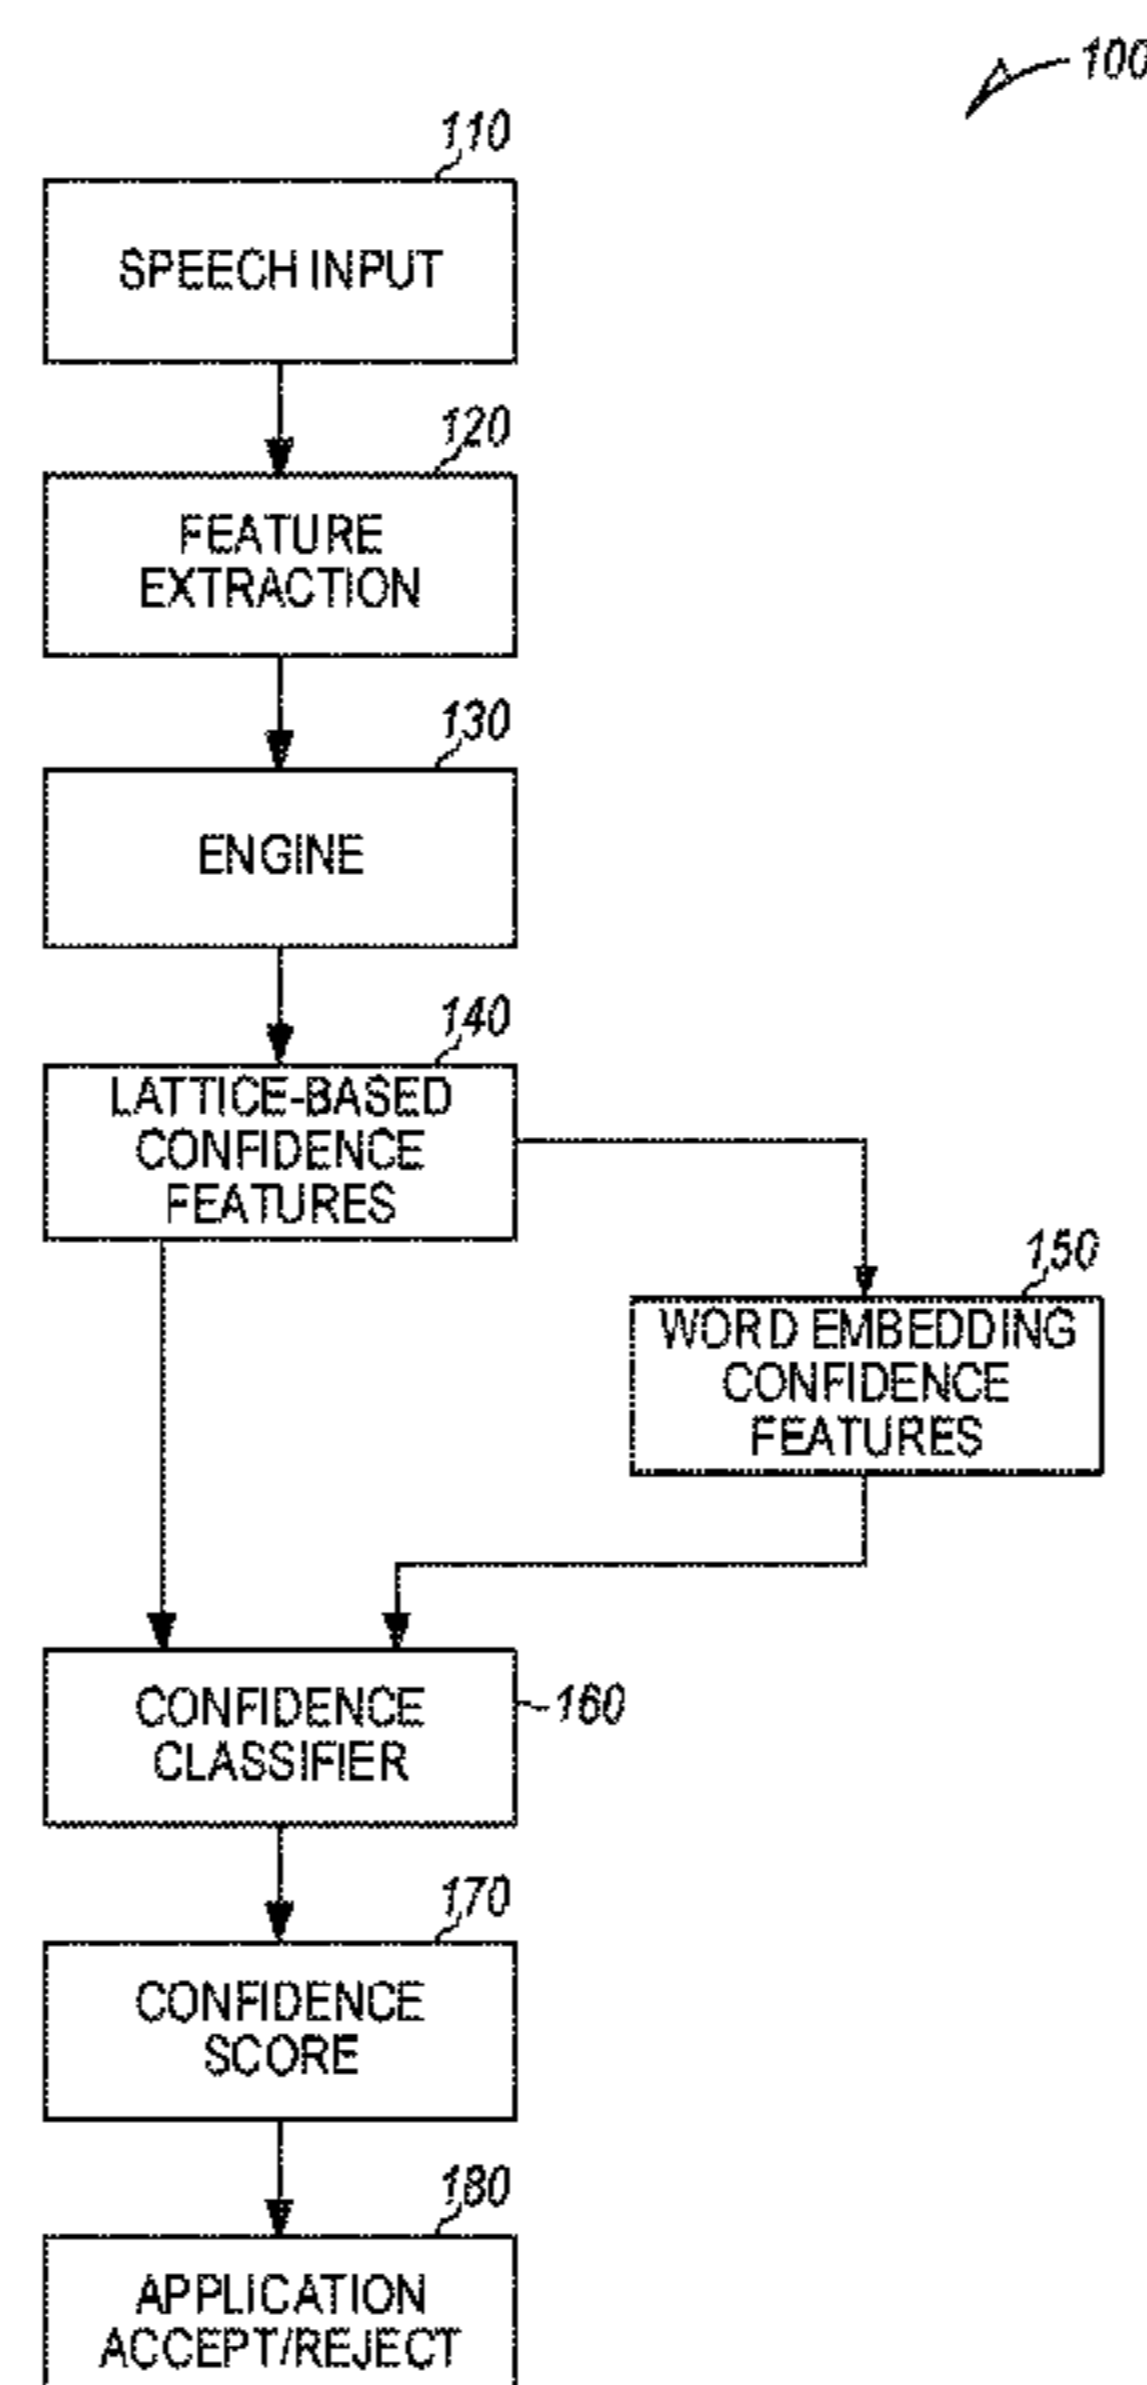 100
110
SPEECH INPUT
120
FEATURE
EXTRACTION
130
ENGINE
140
LATTICE-BASED
CONFIDENCE
FEATURES
150
WORD EMBEDDING
CONFIDENCE
FEATURES
CONFIDENCE
CLASSIFIER
160
170
CONFIDENCE
SCORE
180
APPLICATION
ACCEPT/REJECT